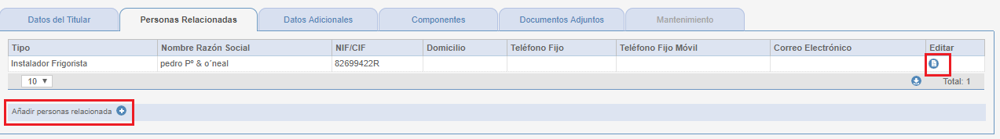 Datos del Titular Personas Relacionadas Datos Adicionales Componentes Documentos Adjuntos Mantenimiento
Tipo Nombre Razón Social NIF/CIF Domicilio Teléfono Fijo Teléfono Fijo Móvil Correo Electrónico Editar
Instalador Frigorista pedro Pº & o´neal 82699422R
10 Total: 1
Añadir personas relacionada